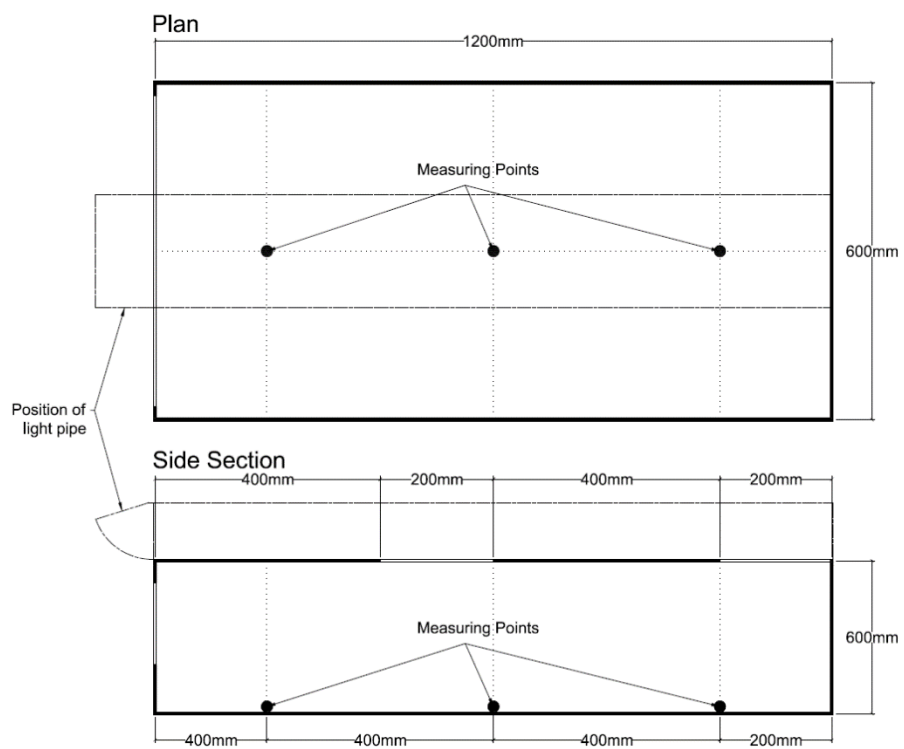 Plan
1200mm
Measuring Points
600mm
Position of
light pipe
Side Section
400mm
200mm
400mm
200mm
Measuring Points
600mm
400mm
400mm
400mm
200mm